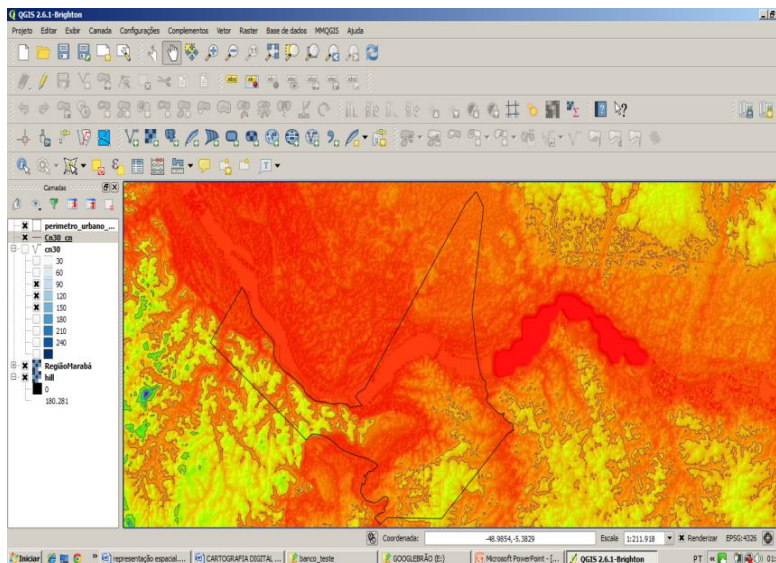 QGIS 2.6.1-Brighton
Projeto Editar Exibir Camada Configurações Complementos Vetor Raster Base de dados MMQGIS Ajuda
Camadas
perimetro_urbano_...
Cn30 cn
cn30
30
60
90
120
150
180
210
240
RegiãoMarabá
hill
0
180.281
Coordenada: -48.9854,-5.3829 Escala 1:211.918 Renderizar EPSG:4326
Iniciar representação espacial.... CARTOGRAFIA DIGITAL ... banco_teste GOOGLEBRÃO (E:) Microsoft PowerPoint - [... QGIS 2.6.1-Brighton PT